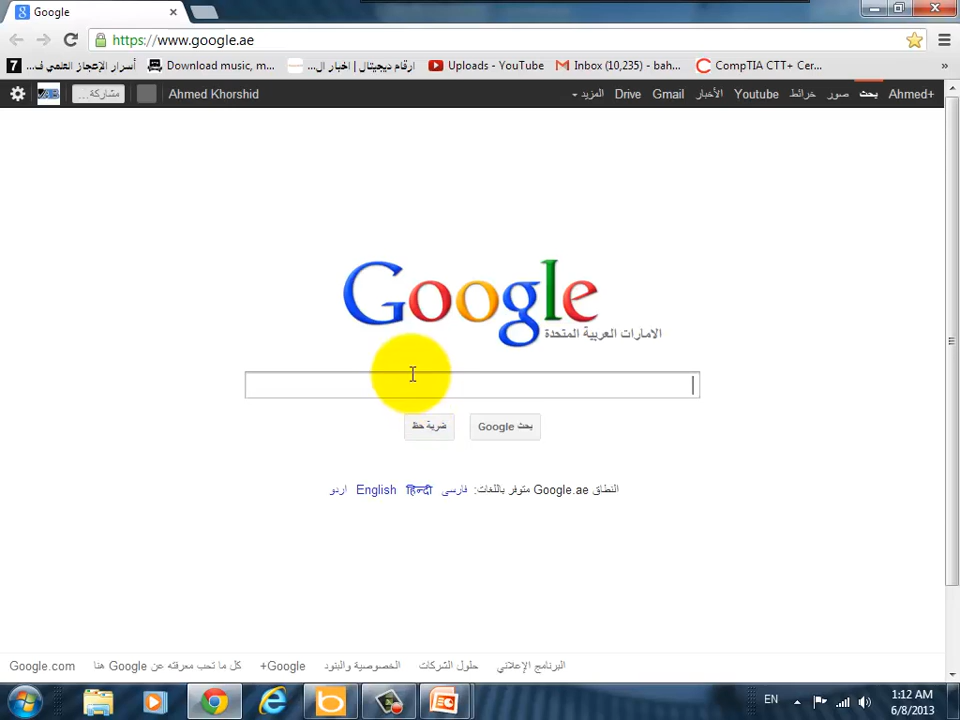 Google
https://www.google.ae
أسرار الإعجاز العلمي ف...
Download music, m...
ارقام ديجيتال | اخبار ال...
Uploads - YouTube
Inbox (10,235) - bah...
CompTIA CTT+ Cer...
»
Ahmed Khorshid
مشاركة...
+Ahmed
بحث
صور
خرائط
Youtube
الأخبار
Gmail
Drive
المزيد
Google
الامارات العربية المتحدة
بحث Google
ضربة حظ
النطاق Google.ae متوفر باللغات: فارسی हिन्दी English اردو
البرنامج الإعلاني
حلول الشركات
الخصوصية والبنود
Google+
كل ما تحب معرفته عن Google هنا
Google.com
EN
1:12 AM
6/8/2013